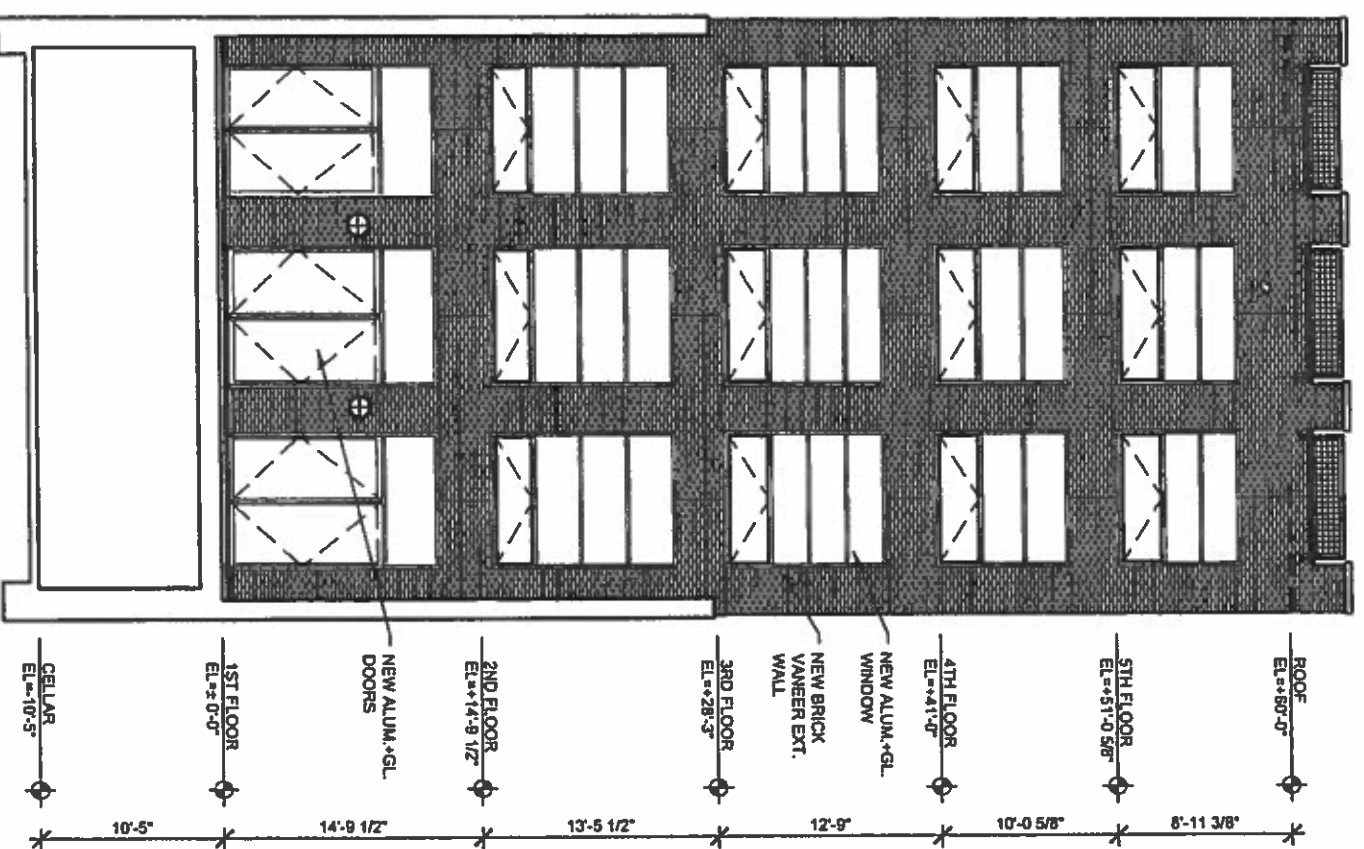 ROOF
EL=+60'-0"
5TH FLOOR
EL=+51'-0 5/8"
4TH FLOOR
EL=+41'-0"
NEW ALUM.+GL.
WINDOW
NEW BRICK
VANEER EXT.
WALL
3RD FLOOR
EL=+28'-3"
2ND FLOOR
EL=+14'-9 1/2"
NEW ALUM.+GL.
DOORS
1ST FLOOR
EL=± 0'-0"
CELLAR
EL=-10'-5"
10'-5"
14'-9 1/2"
13'-5 1/2"
12'-9"
10'-0 5/8"
8'-11 3/8"